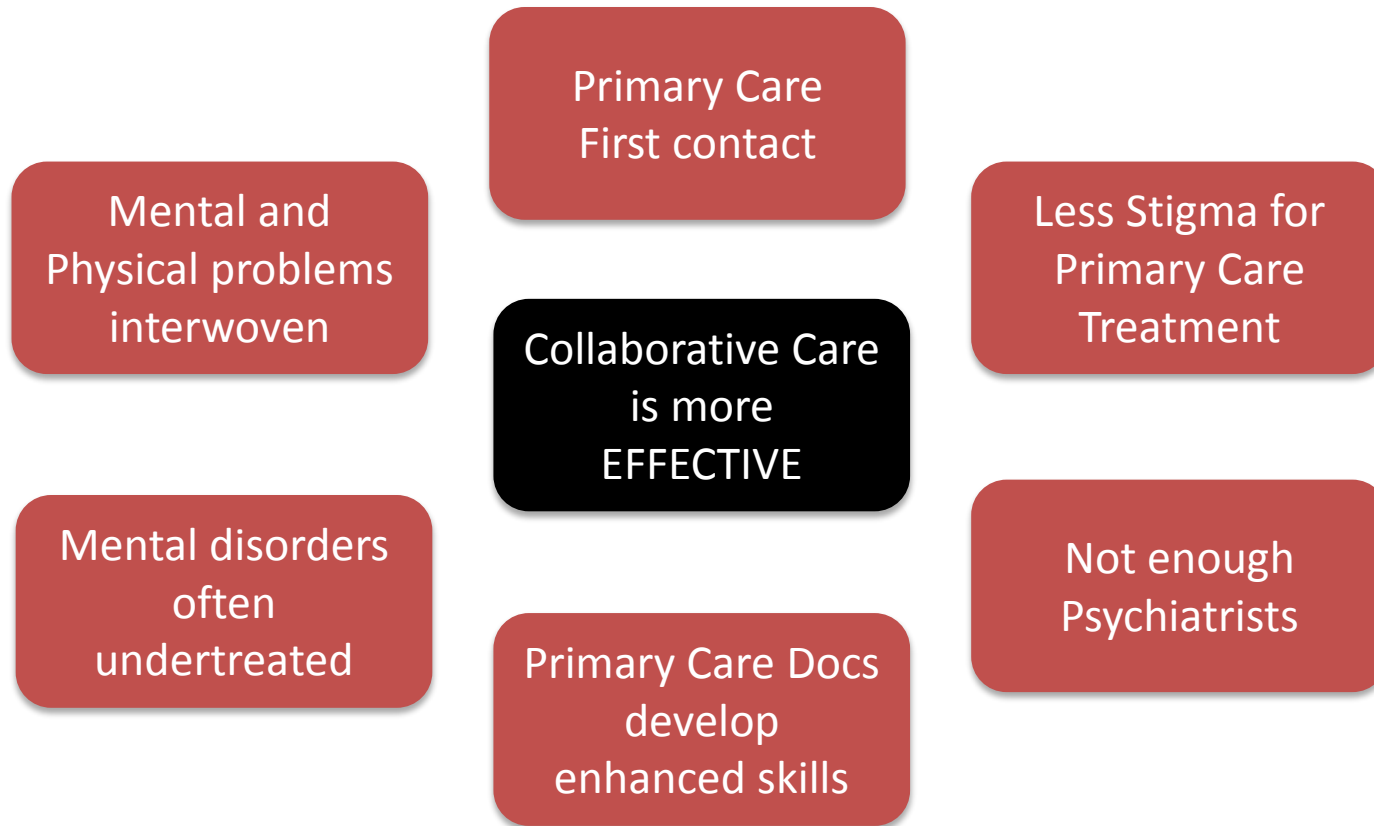 Primary Care
First contact
Mental and
Physical problems
interwoven
Less Stigma for
Primary Care
Treatment
Collaborative Care
is more
EFFECTIVE
Mental disorders
often
undertreated
Not enough
Psychiatrists
Primary Care Docs
develop
enhanced skills